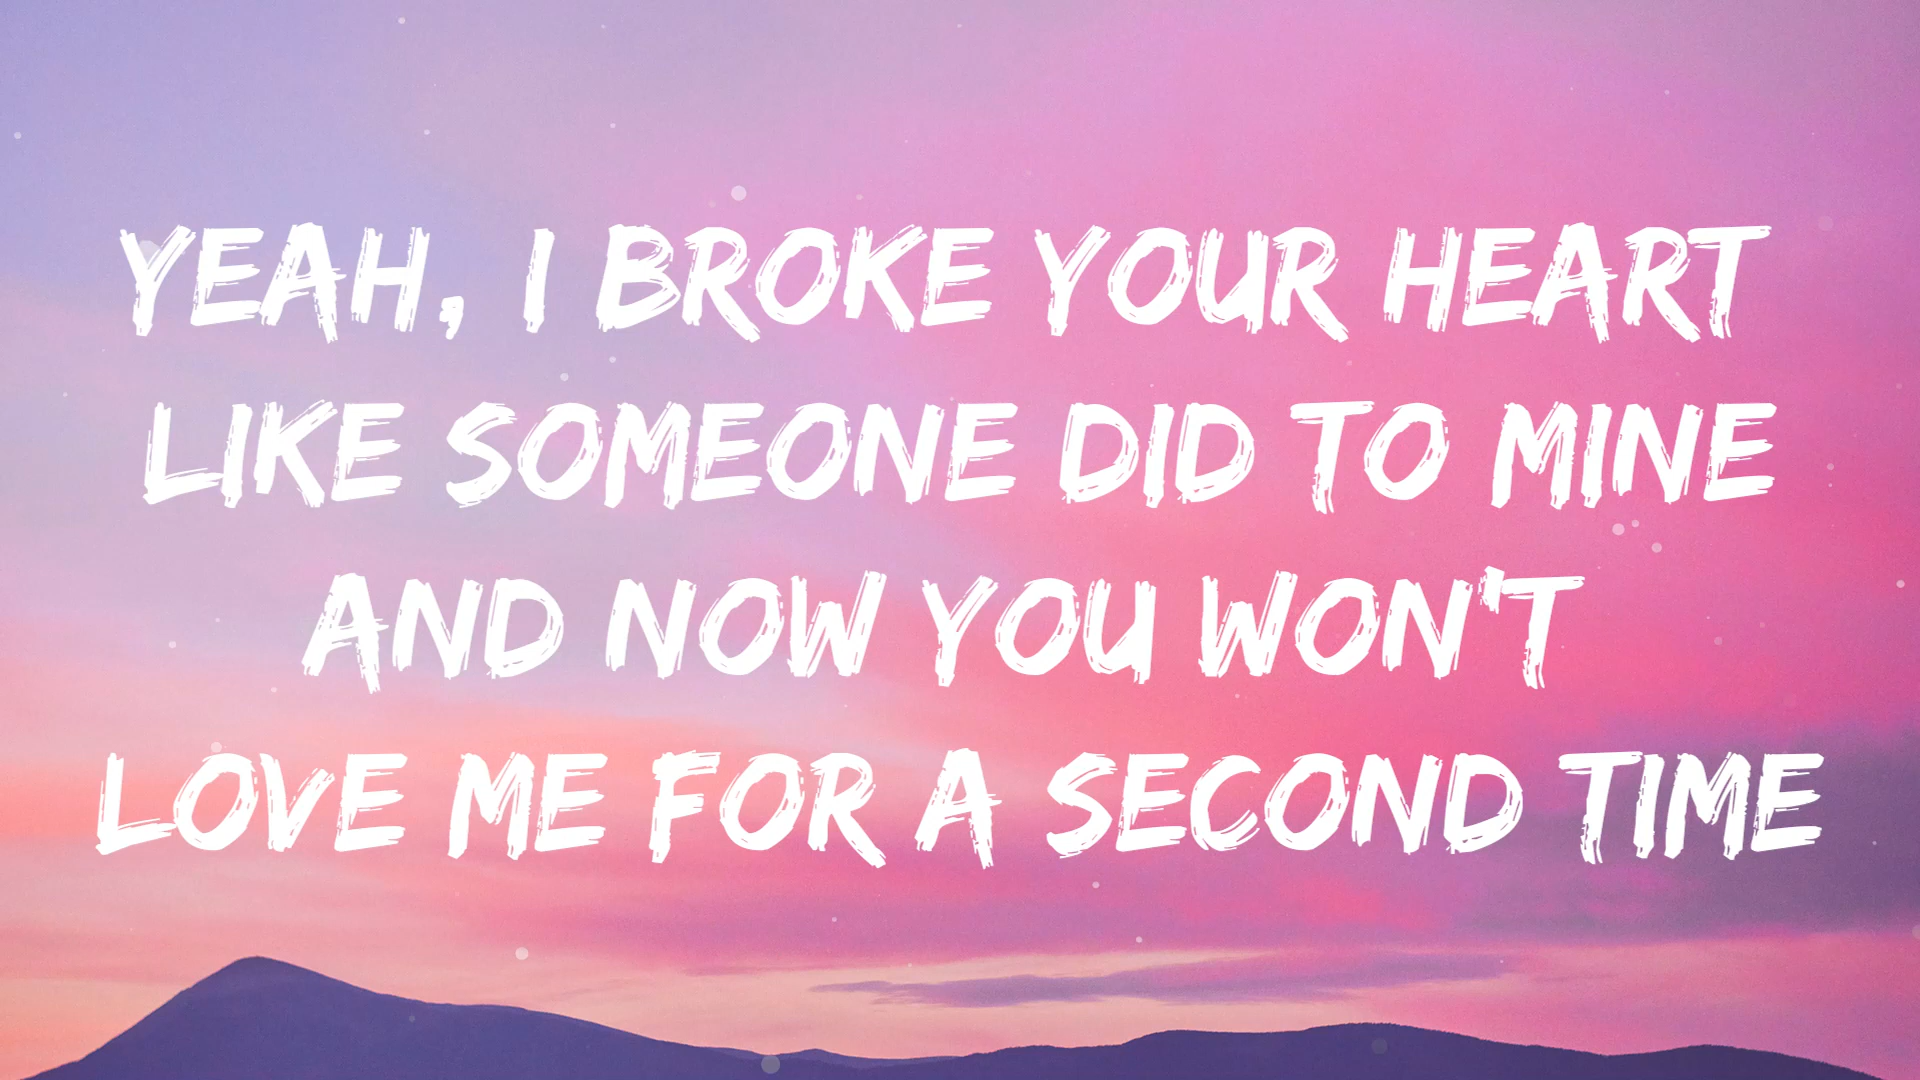 YEAH, I BROKE YOUR HEART
LIKE SOMEONE DID TO MINE
AND NOW YOU WON'T
LOVE ME FOR A SECOND TIME